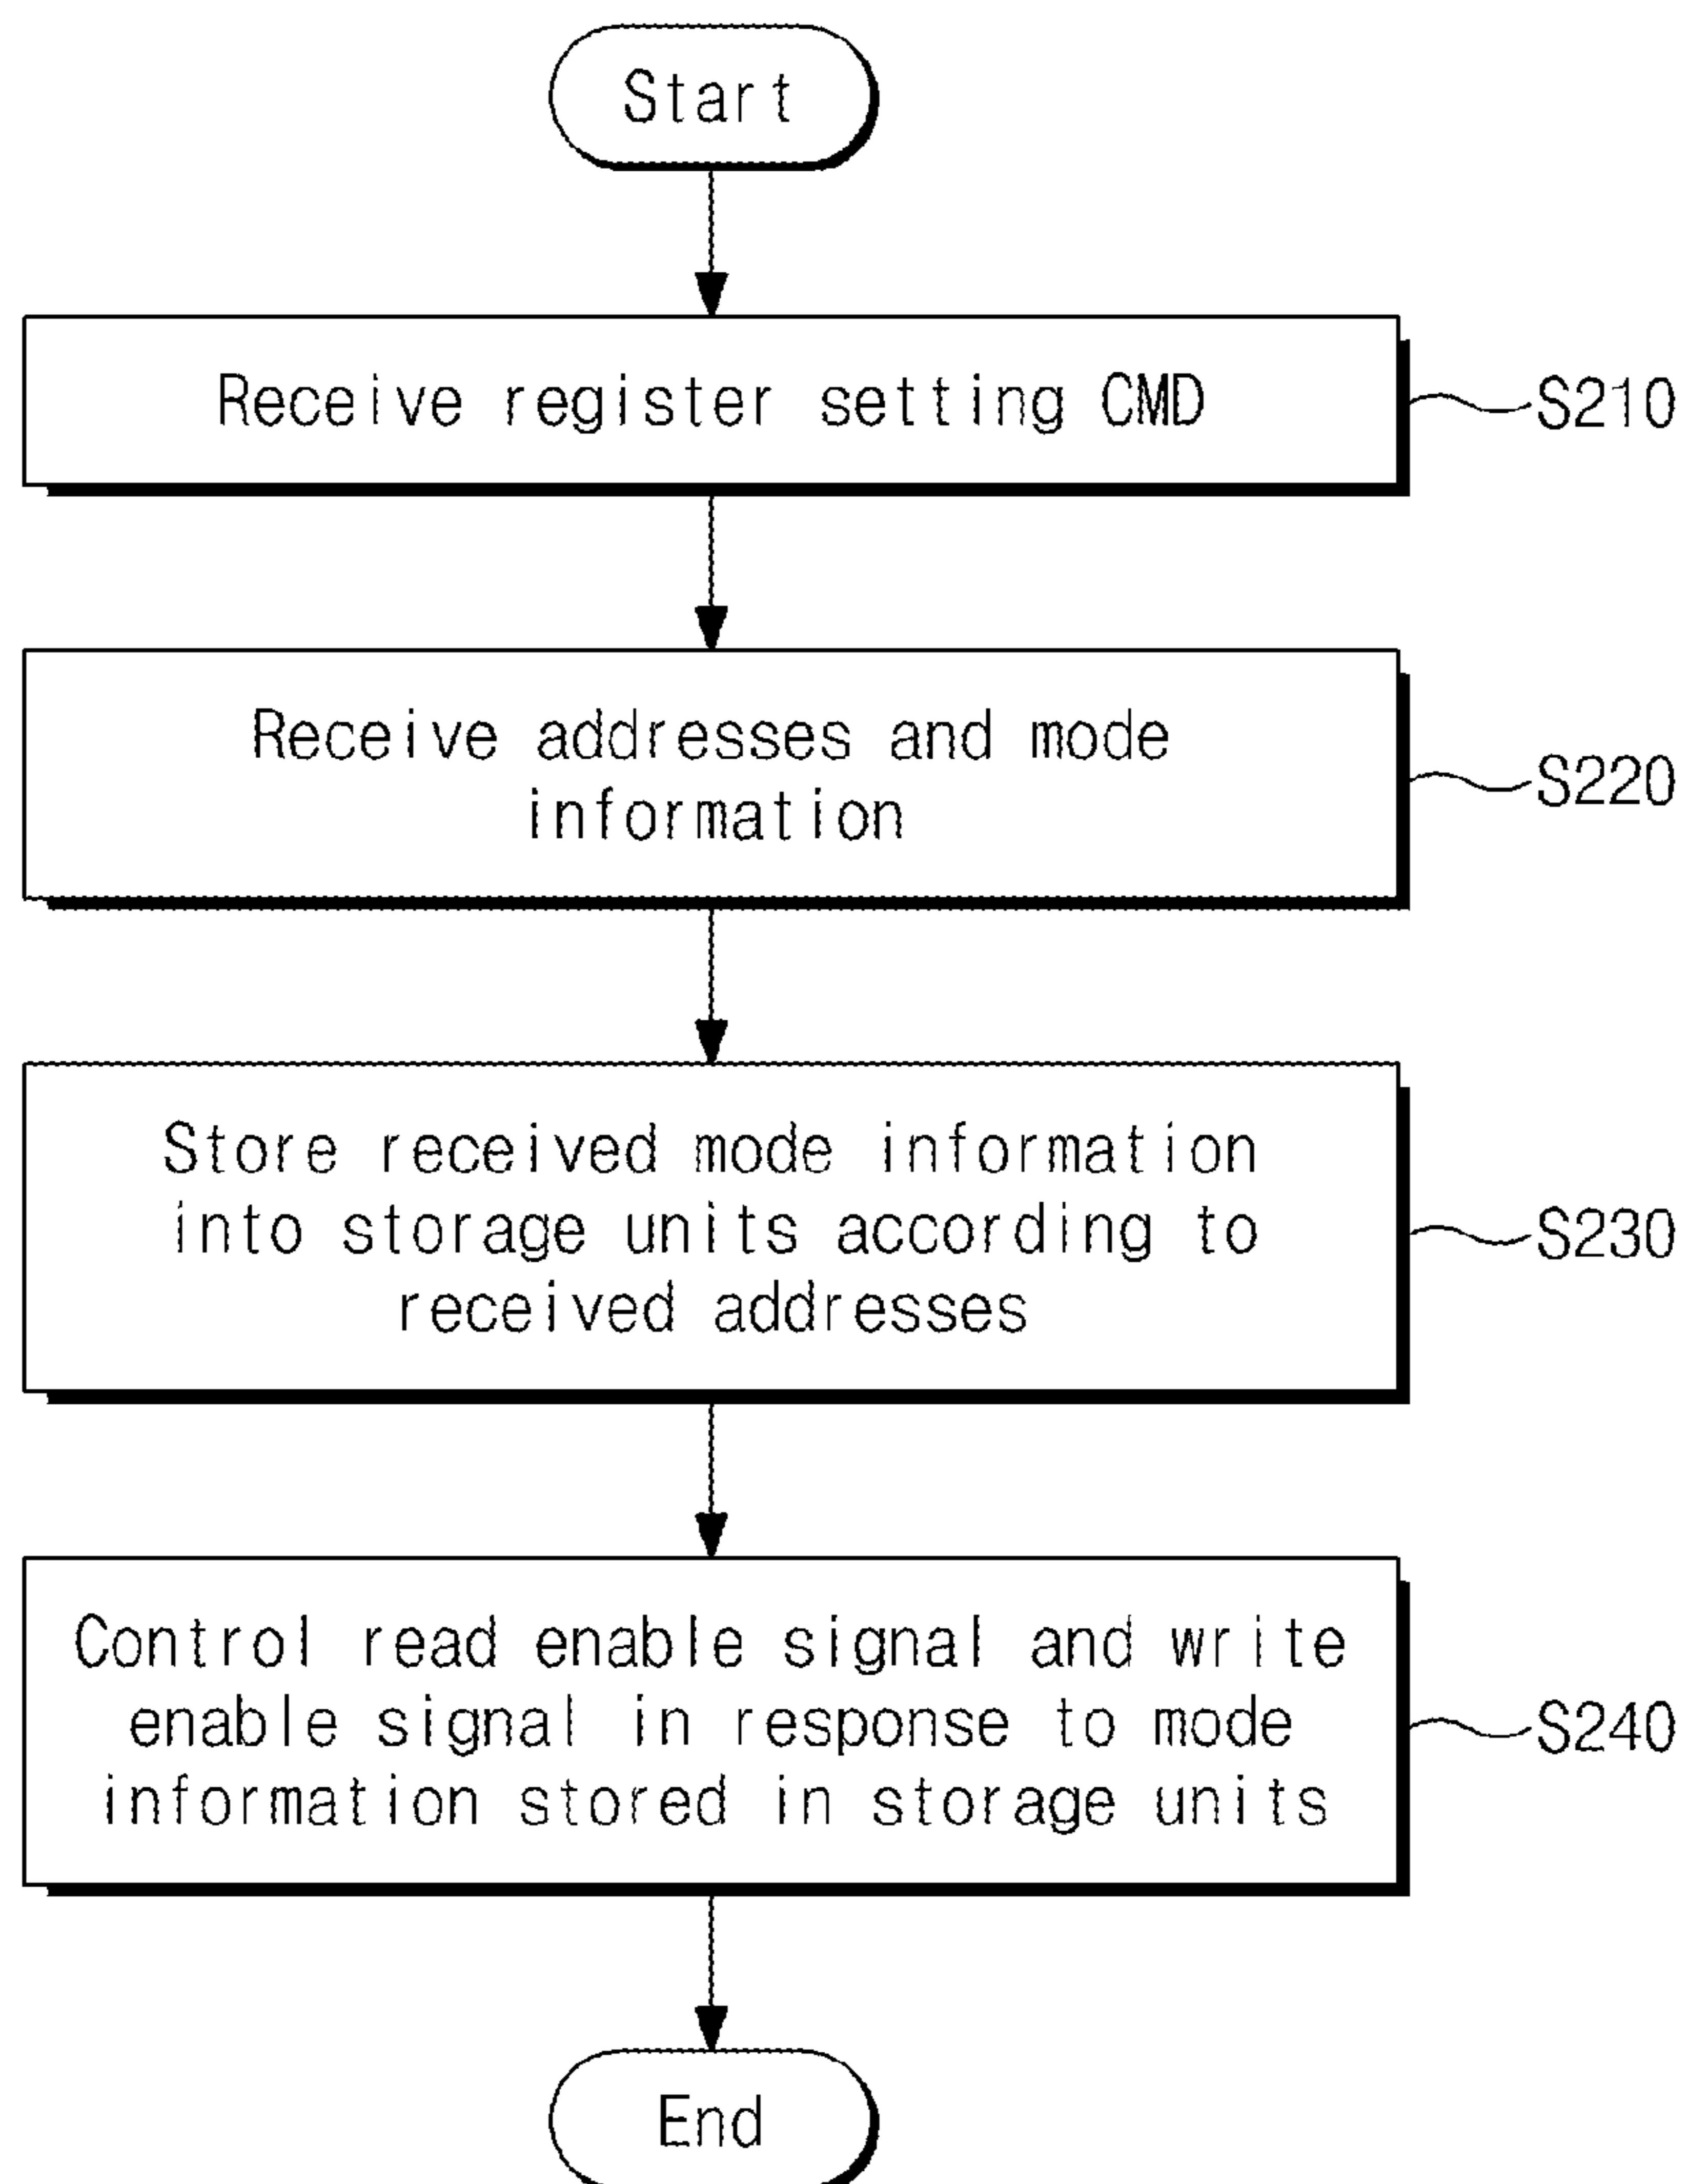 Start
Receive register setting CMD
S210
Receive addresses and mode
information
S220
Store received mode information
into storage units according to
received addresses
S230
Control read enable signal and write
enable signal in response to mode
information stored in storage units
S240
End